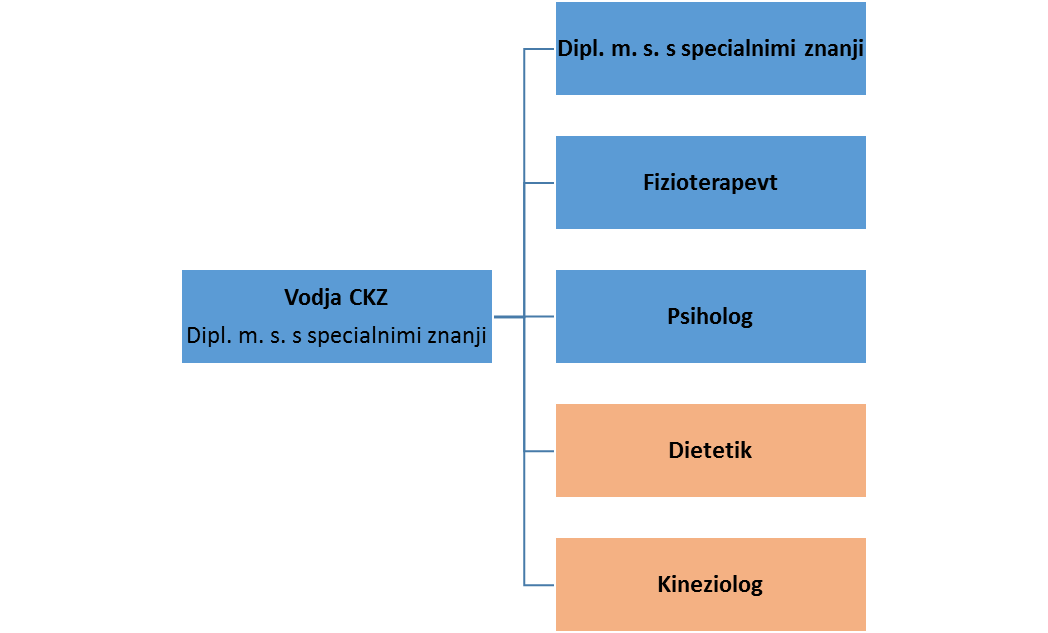 Dipl. m. s. s specialnimi znanji
Fizioterapevt
Vodja CKZ
Dipl. m. s. s specialnimi znanji
Psiholog
Dietetik
Kineziolog